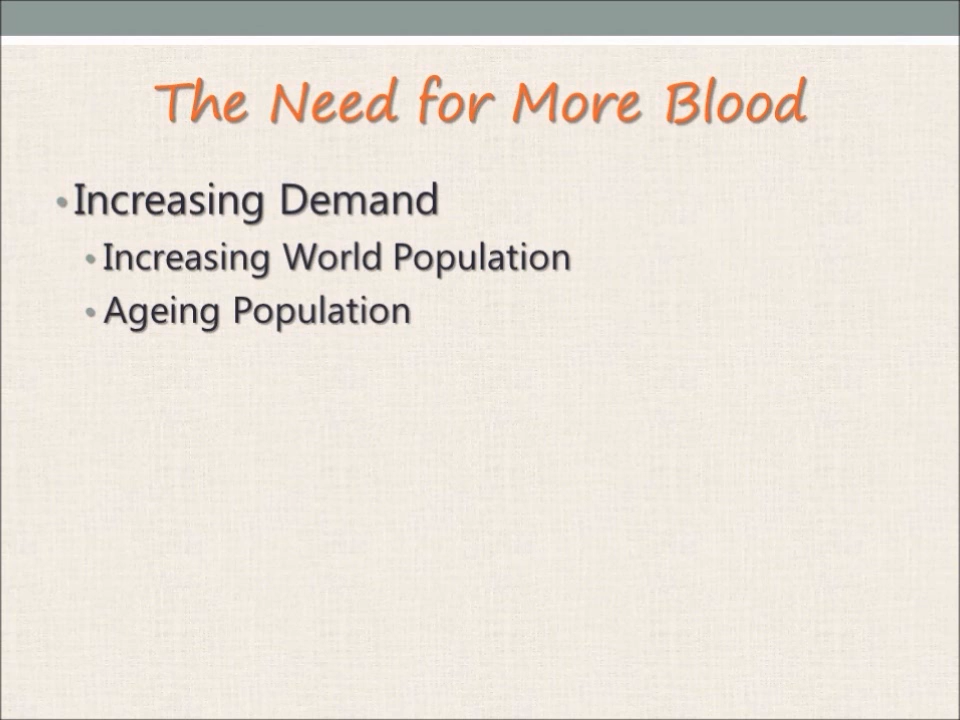 The Need for More Blood
•Increasing Demand
•Increasing World Population
•Ageing Population